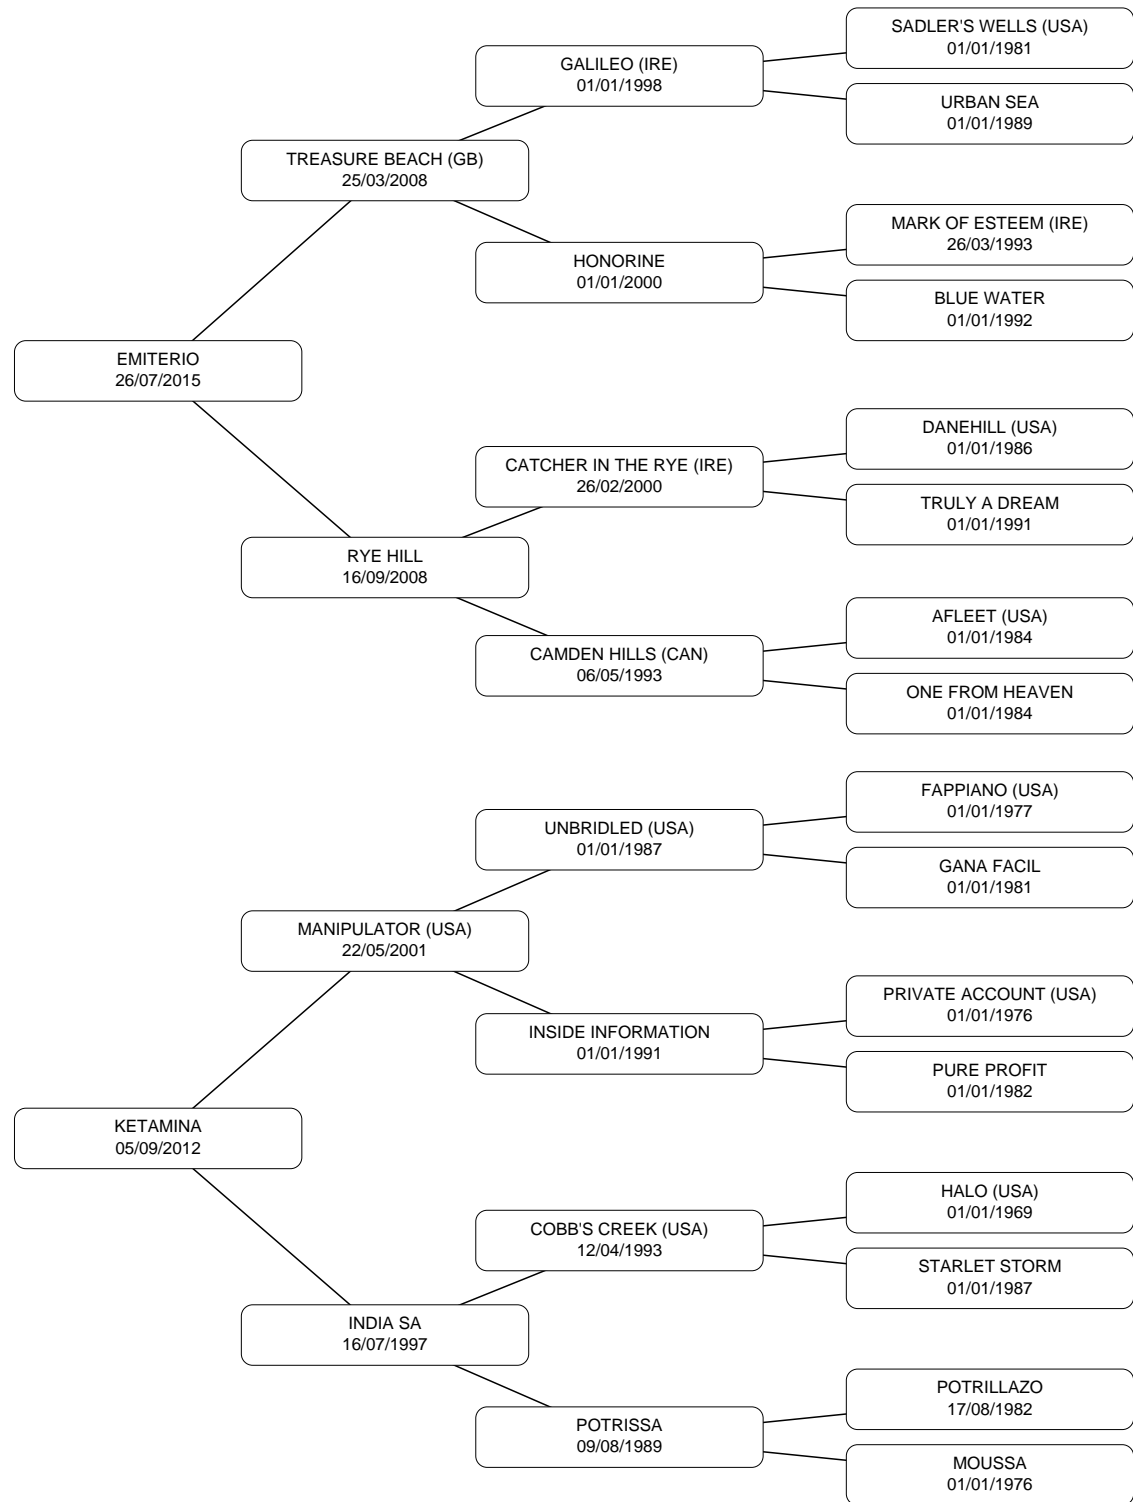 SADLER'S WELLS (USA)
01/01/1981
GALILEO (IRE)
01/01/1998
URBAN SEA
01/01/1989
TREASURE BEACH (GB)
25/03/2008
MARK OF ESTEEM (IRE)
26/03/1993
HONORINE
01/01/2000
BLUE WATER
01/01/1992
EMITERIO
26/07/2015
DANEHILL (USA)
01/01/1986
CATCHER IN THE RYE (IRE)
26/02/2000
TRULY A DREAM
01/01/1991
RYE HILL
16/09/2008
AFLEET (USA)
01/01/1984
CAMDEN HILLS (CAN)
06/05/1993
ONE FROM HEAVEN
01/01/1984
FAPPIANO (USA)
01/01/1977
UNBRIDLED (USA)
01/01/1987
GANA FACIL
01/01/1981
MANIPULATOR (USA)
22/05/2001
PRIVATE ACCOUNT (USA)
01/01/1976
INSIDE INFORMATION
01/01/1991
PURE PROFIT
01/01/1982
KETAMINA
05/09/2012
HALO (USA)
01/01/1969
COBB'S CREEK (USA)
12/04/1993
STARLET STORM
01/01/1987
INDIA SA
16/07/1997
POTRILLAZO
17/08/1982
POTRISSA
09/08/1989
MOUSSA
01/01/1976